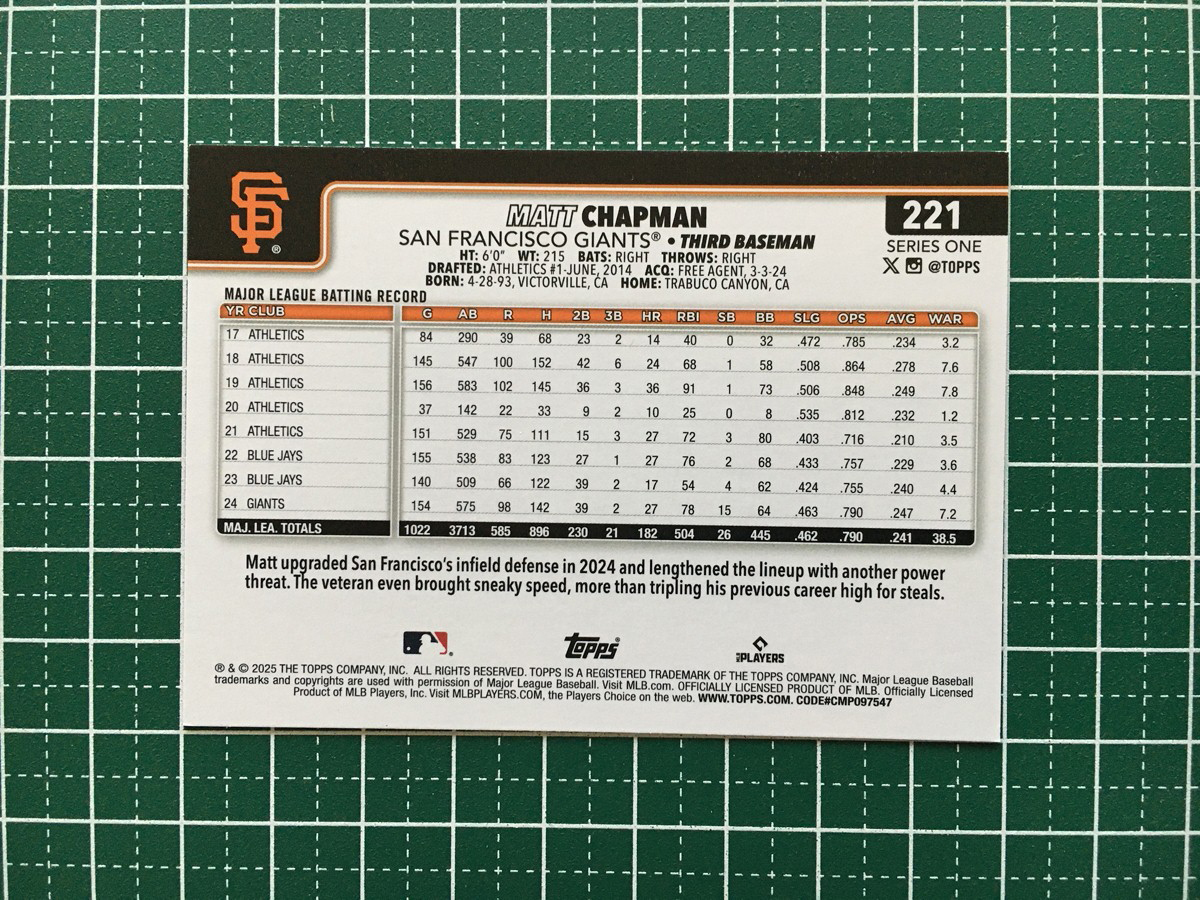 SF ®
MATT CHAPMAN
221
SAN FRANCISCO GIANTS® • THIRD BASEMAN
SERIES ONE
HT: 6'0" WT: 215 BATS: RIGHT THROWS: RIGHT
@TOPPS
DRAFTED: ATHLETICS #1-JUNE, 2014 ACQ: FREE AGENT, 3-3-24
BORN: 4-28-93, VICTORVILLE, CA HOME: TRABUCO CANYON, CA
MAJOR LEAGUE BATTING RECORD
YR CLUB G AB R H 2B 3B HR RBI SB BB SLG OPS AVG WAR
17 ATHLETICS 84 290 39 68 23 2 14 40 0 32 .472 .785 .234 3.2
18 ATHLETICS 145 547 100 152 42 6 24 68 1 58 .508 .864 .278 7.6
19 ATHLETICS 156 583 102 145 36 3 36 91 1 73 .506 .848 .249 7.8
20 ATHLETICS 37 142 22 33 9 2 10 25 0 8 .535 .812 .232 1.2
21 ATHLETICS 151 529 75 111 15 3 27 72 3 80 .403 .716 .210 3.5
22 BLUE JAYS 155 538 83 123 27 1 27 76 2 68 .433 .757 .229 3.6
23 BLUE JAYS 140 509 66 122 39 2 17 54 4 62 .424 .755 .240 4.4
24 GIANTS 154 575 98 142 39 2 27 78 15 64 .463 .790 .247 7.2
MAJ. LEA. TOTALS 1022 3713 585 896 230 21 182 504 26 445 .462 .790 .241 38.5
Matt upgraded San Francisco's infield defense in 2024 and lengthened the lineup with another power
threat. The veteran even brought sneaky speed, more than tripling his previous career high for steals.
topps® PLAYERS
® & © 2025 THE TOPPS COMPANY, INC. ALL RIGHTS RESERVED. TOPPS IS A REGISTERED TRADEMARK OF THE TOPPS COMPANY, INC. Major League Baseball
trademarks and copyrights are used with permission of Major League Baseball. Visit MLB.com. OFFICIALLY LICENSED PRODUCT OF MLB. Officially Licensed
Product of MLB Players, Inc. Visit MLBPLAYERS.COM, the Players Choice on the web. WWW.TOPPS.COM. CODE#CMP097547